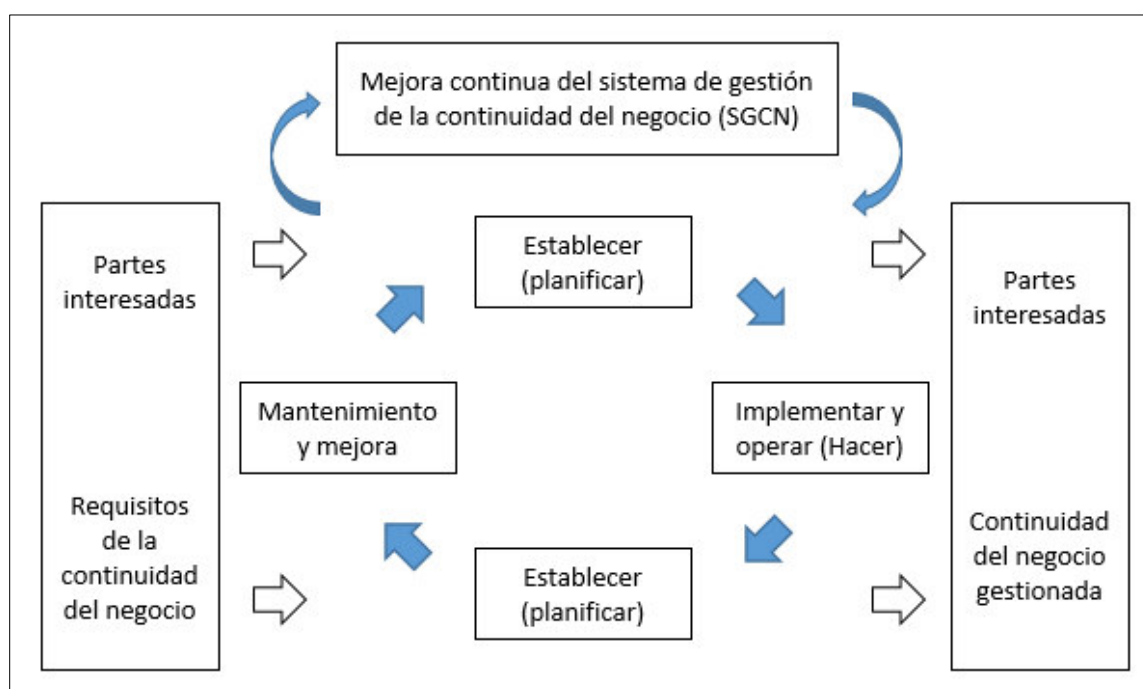 Mejora continua del sistema de gestión
de la continuidad del negocio (SGCN)
Partes
interesadas
Requisitos
de la
continuidad
del negocio
Establecer
(planificar)
Mantenimiento
y mejora
Implementar y
operar (Hacer)
Establecer
(planificar)
Partes
interesadas
Continuidad
del negocio
gestionada